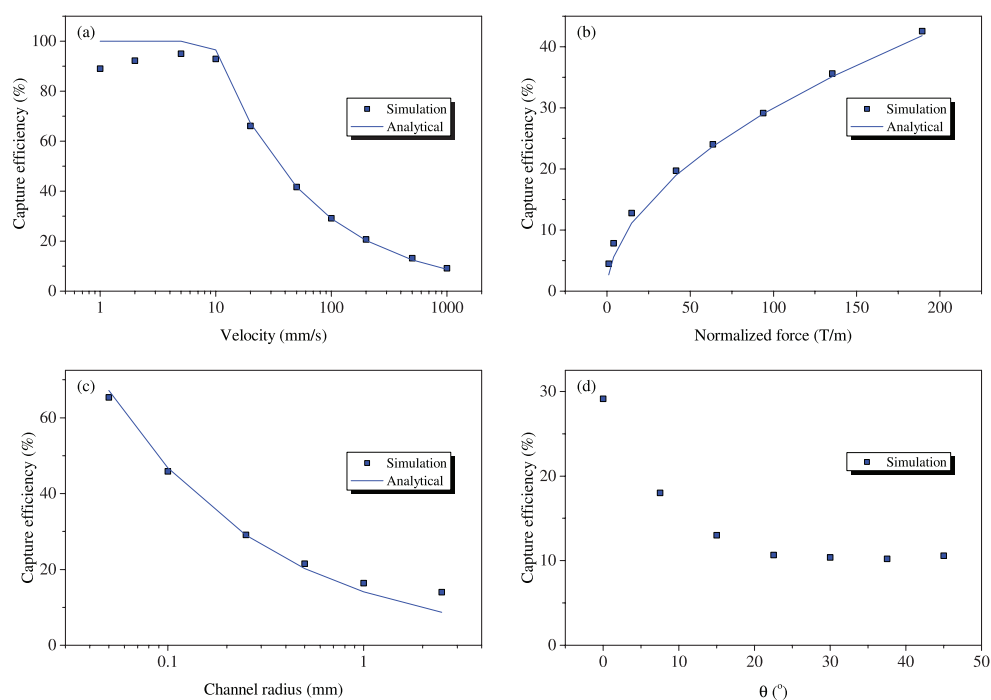 (a)
100
80
60
40
20
0
Capture efficiency (%)
Simulation
Analytical
1
10
100
1000
Velocity (mm/s)
(b)
40
30
20
10
0
Capture efficiency (%)
Simulation
Analytical
0
50
100
150
200
Normalized force (T/m)
(c)
60
40
20
0
Capture efficiency (%)
Simulation
Analytical
0.1
1
Channel radius (mm)
(d)
30
20
10
0
Capture efficiency (%)
Simulation
0
10
20
30
40
50
θ (°)